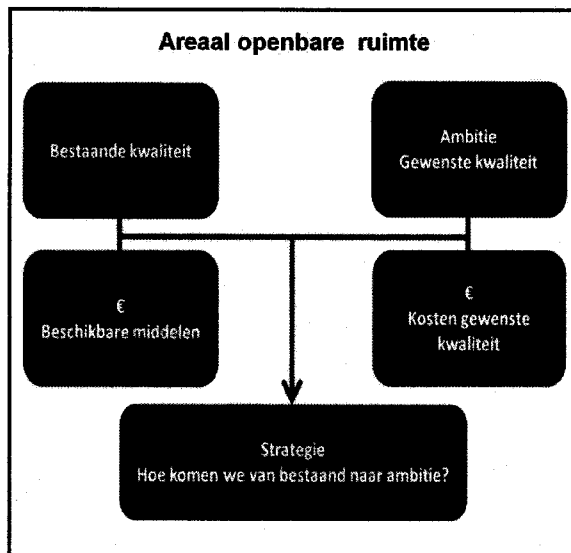 Areaal openbare ruimte
Bestaande kwaliteit
Ambitie
Gewenste kwaliteit
€
Beschikbare middelen
€
Kosten gewenste
kwaliteit
Strategie
Hoe komen we van bestaand naar ambitie?